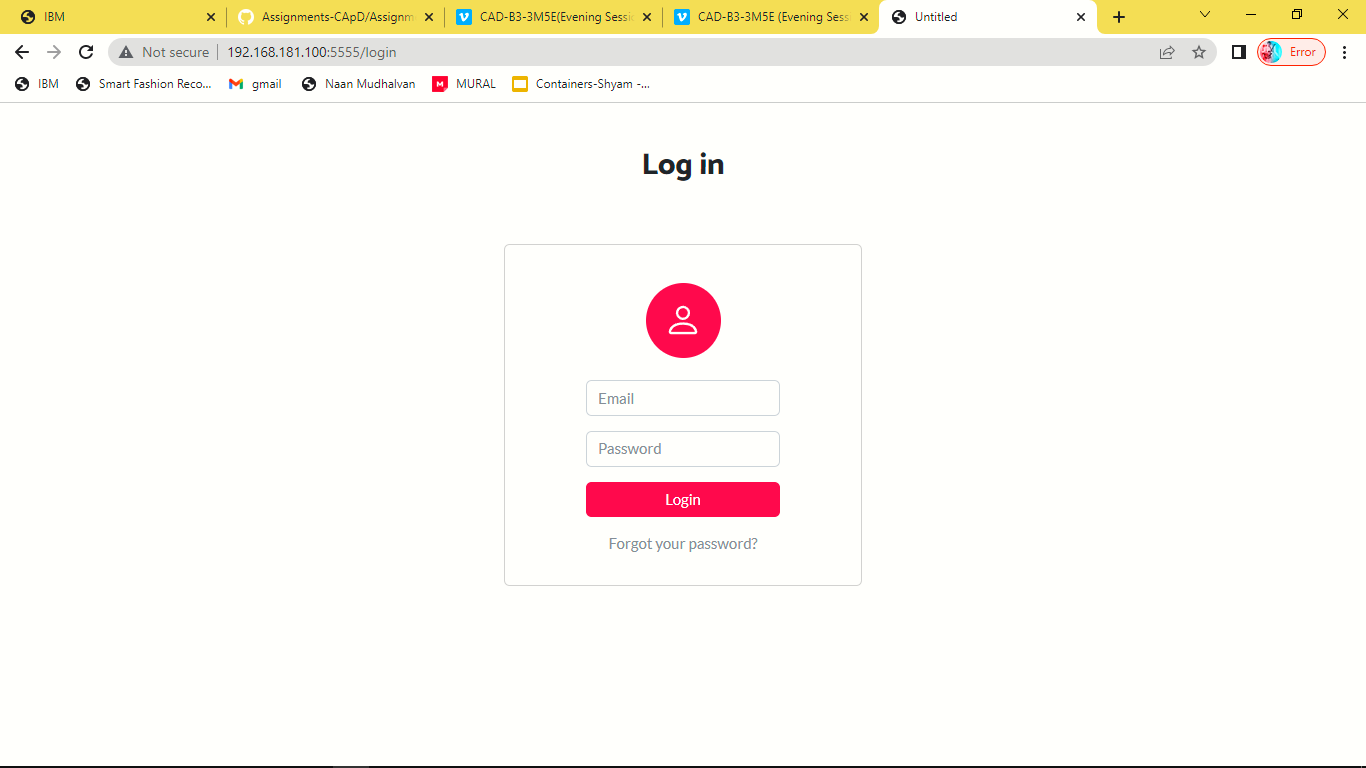 IBM
Assignments-CApD/Assignm
CAD-B3-3M5E(Evening Sessi
CAD-B3-3M5E (Evening Sess
Untitled
Not secure 192.168.181.100:5555/login
Error
IBM
Smart Fashion Reco...
gmail
Naan Mudhalvan
M MURAL
Containers-Shyam -...
Log in
Email
Password
Login
Forgot your password?